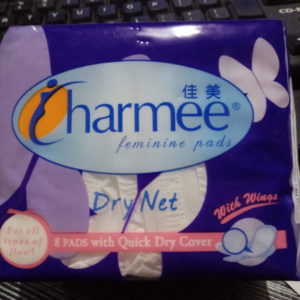 佳美
Charmee®
feminine pads
Dry Net
With Wings
For all
types of
flow!
8 PADS with Quick Dry Cover